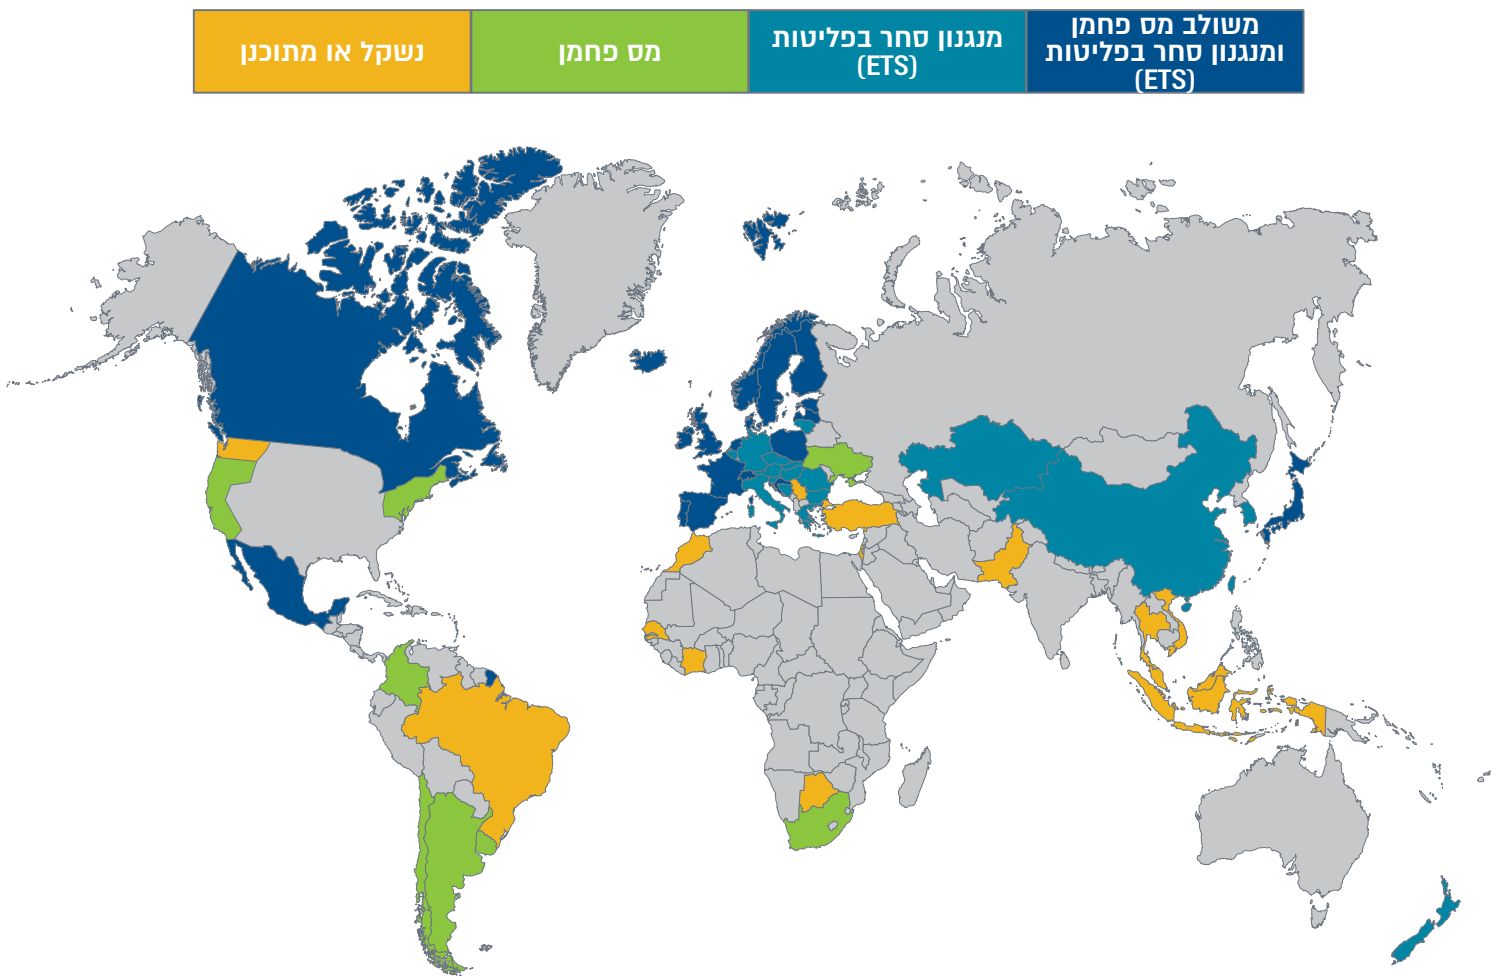 משולב מס פחמן
ומנגנון סחר בפליטות
(ETS)
מנגנון סחר בפליטות
(ETS)
מס פחמן
נשקל או מתוכנן